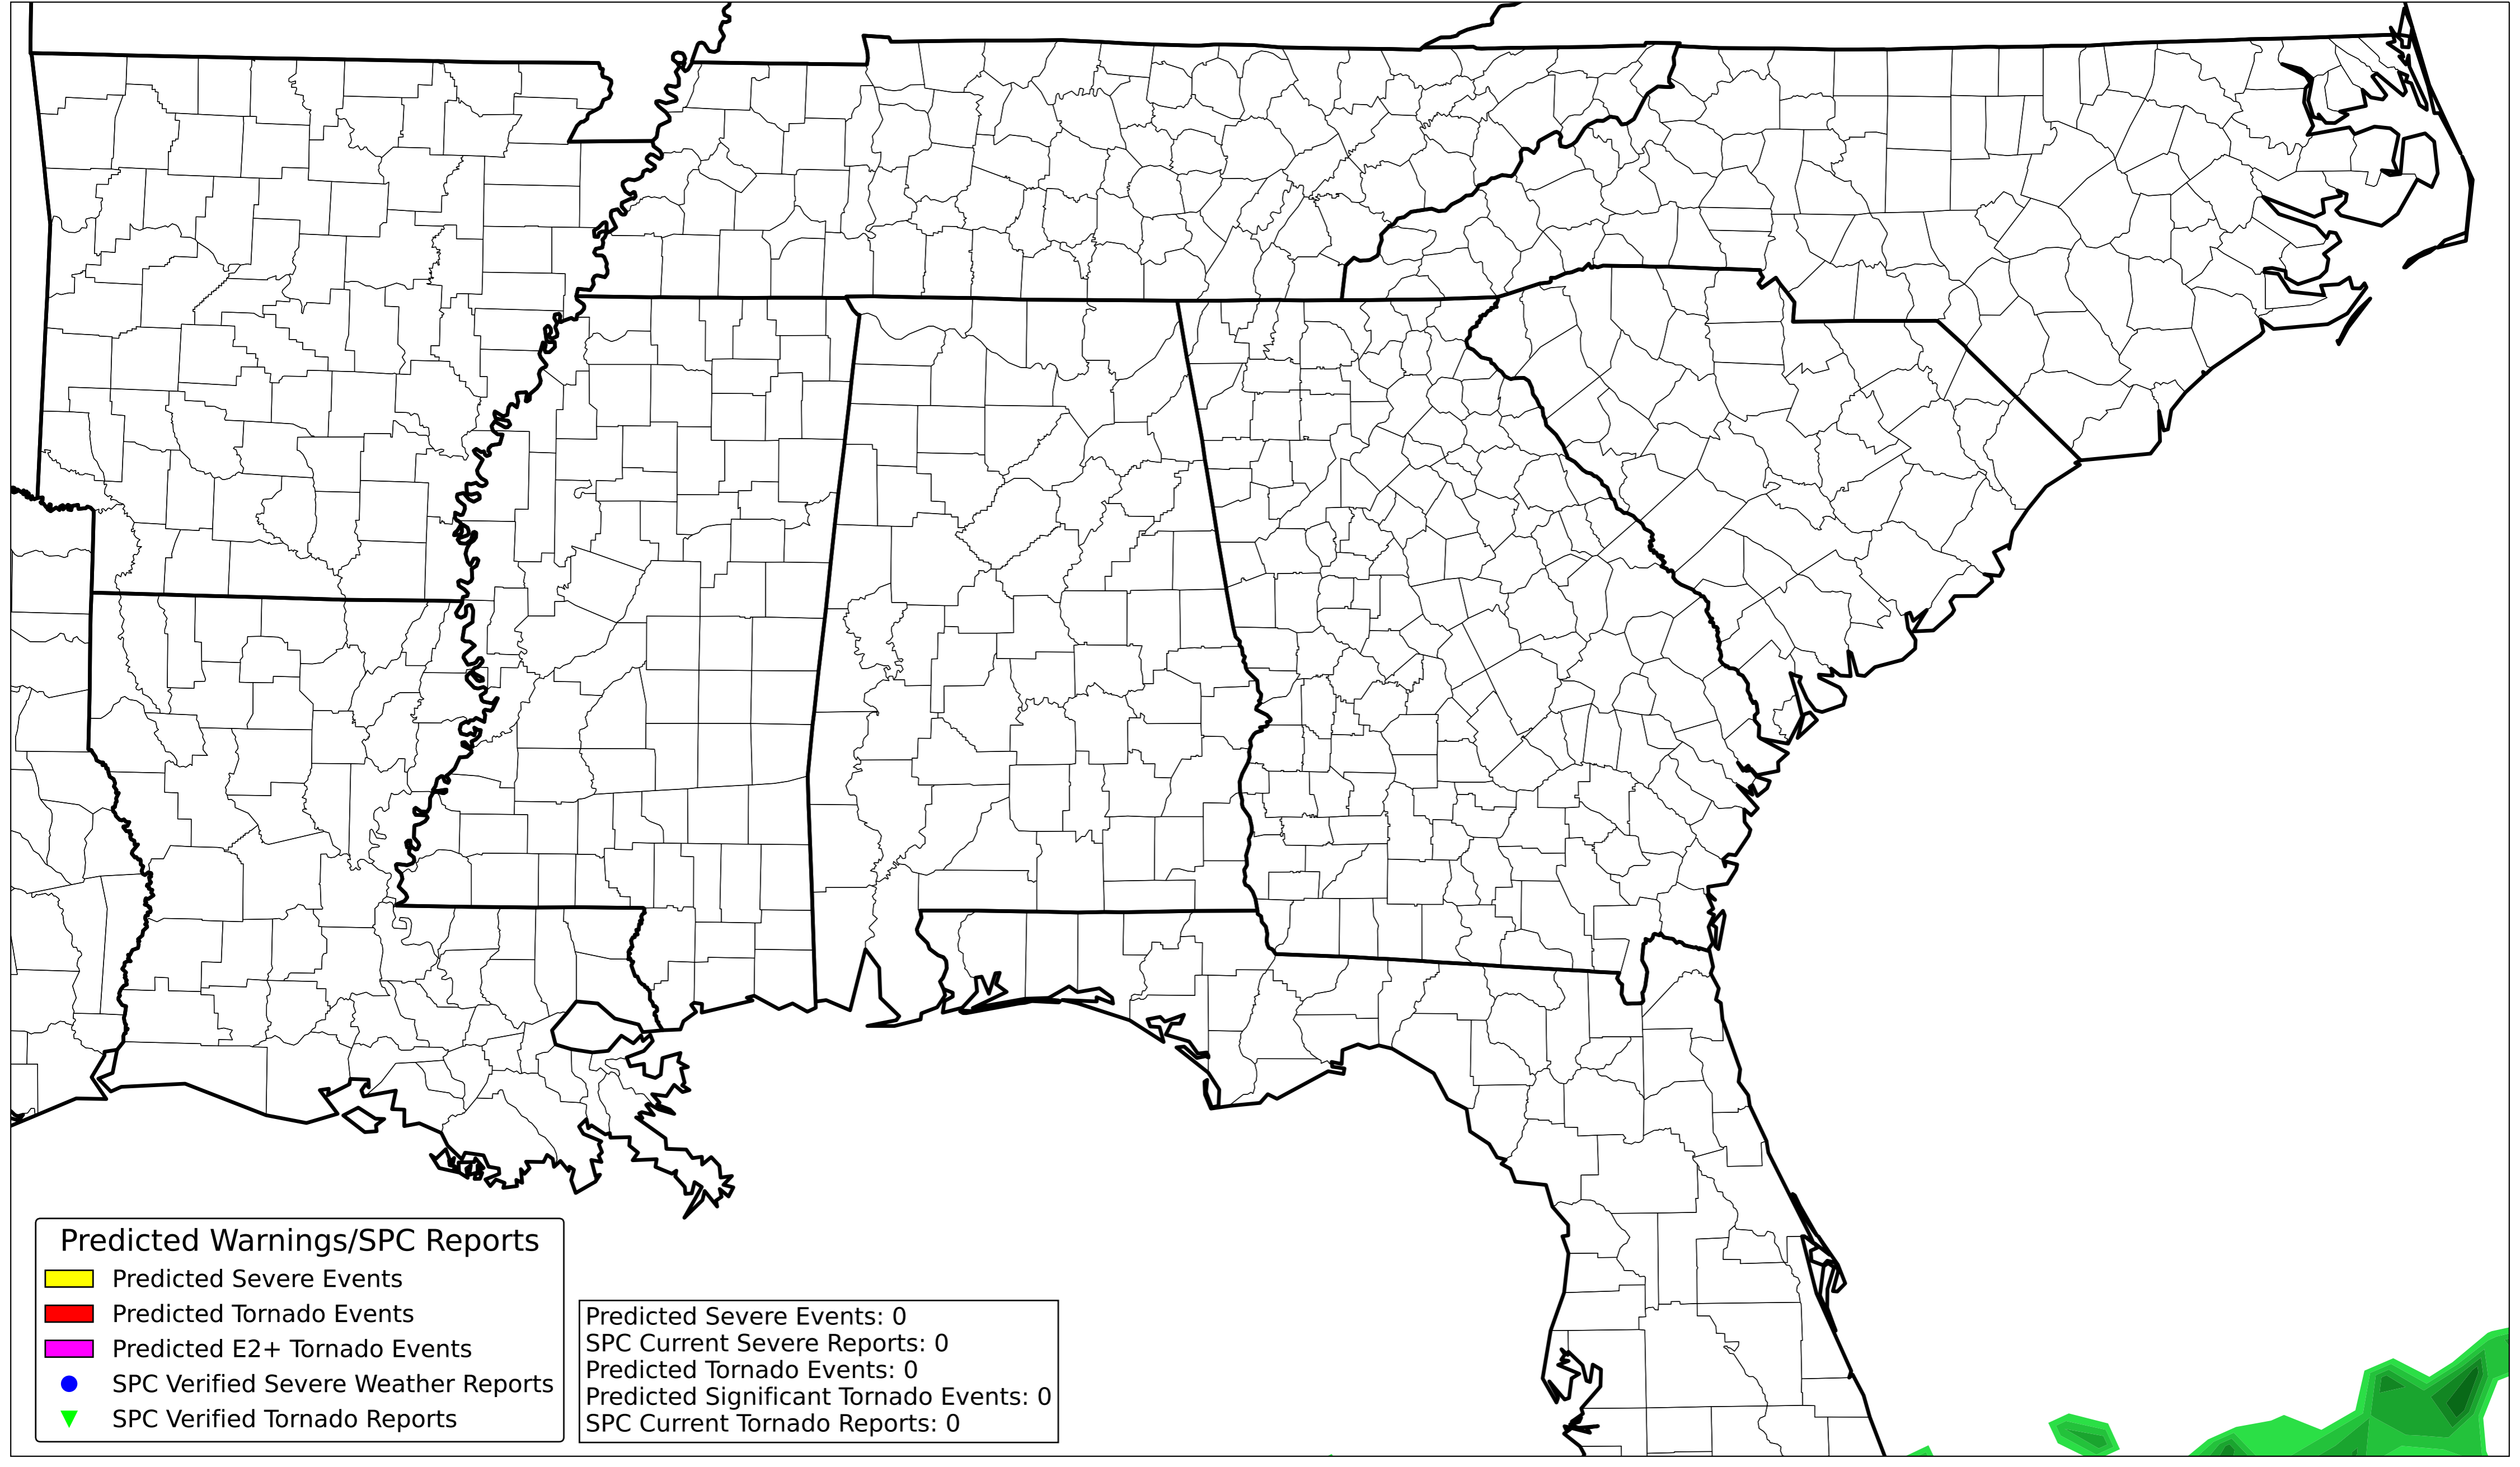 Predicted Warnings/SPC Reports
Predicted Severe Events
Predicted Tornado Events
Predicted E2+ Tornado Events
SPC Verified Severe Weather Reports
SPC Verified Tornado Reports
Predicted Severe Events: 0
SPC Current Severe Reports: 0
Predicted Tornado Events: 0
Predicted Significant Tornado Events: 0
SPC Current Tornado Reports: 0